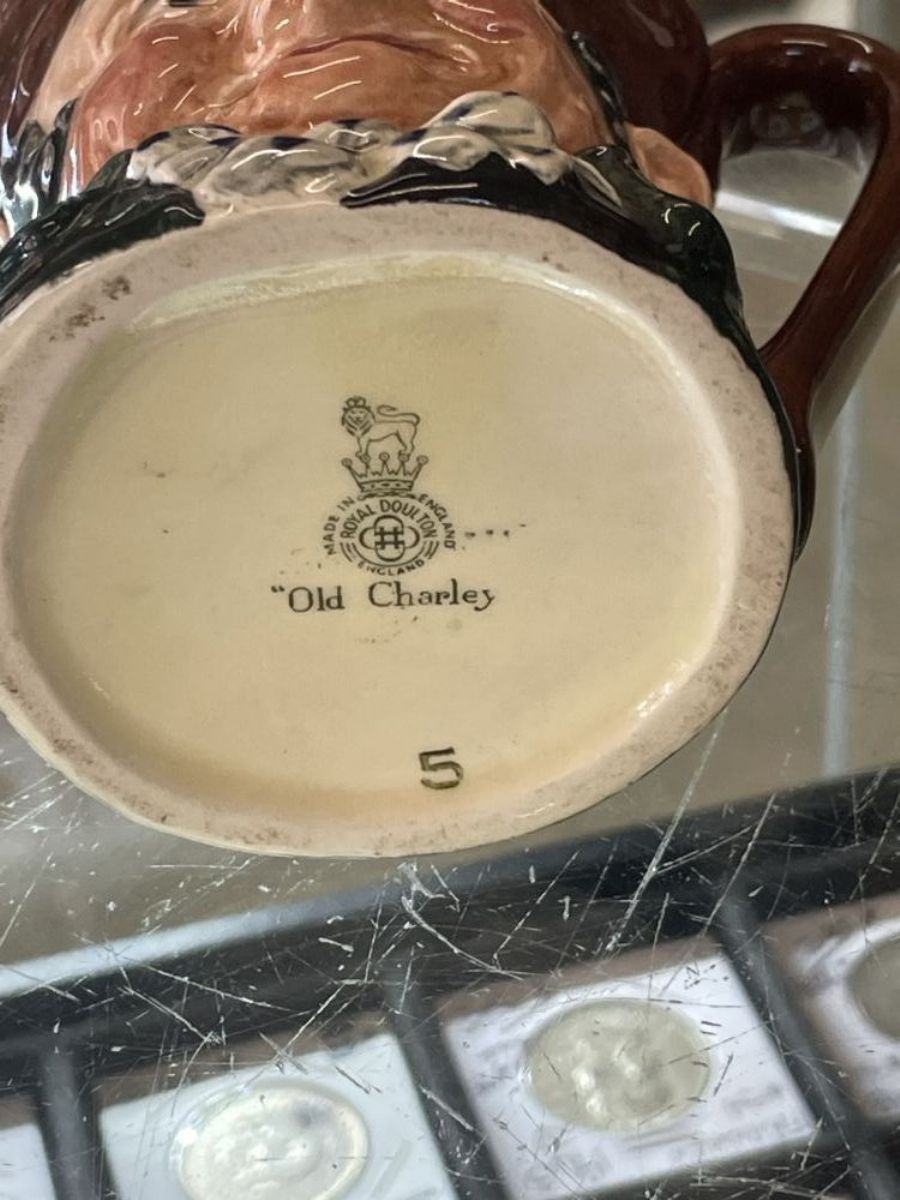 MADE IN ENGLAND
ROYAL DOULTON
ENGLAND
“Old Charley
5